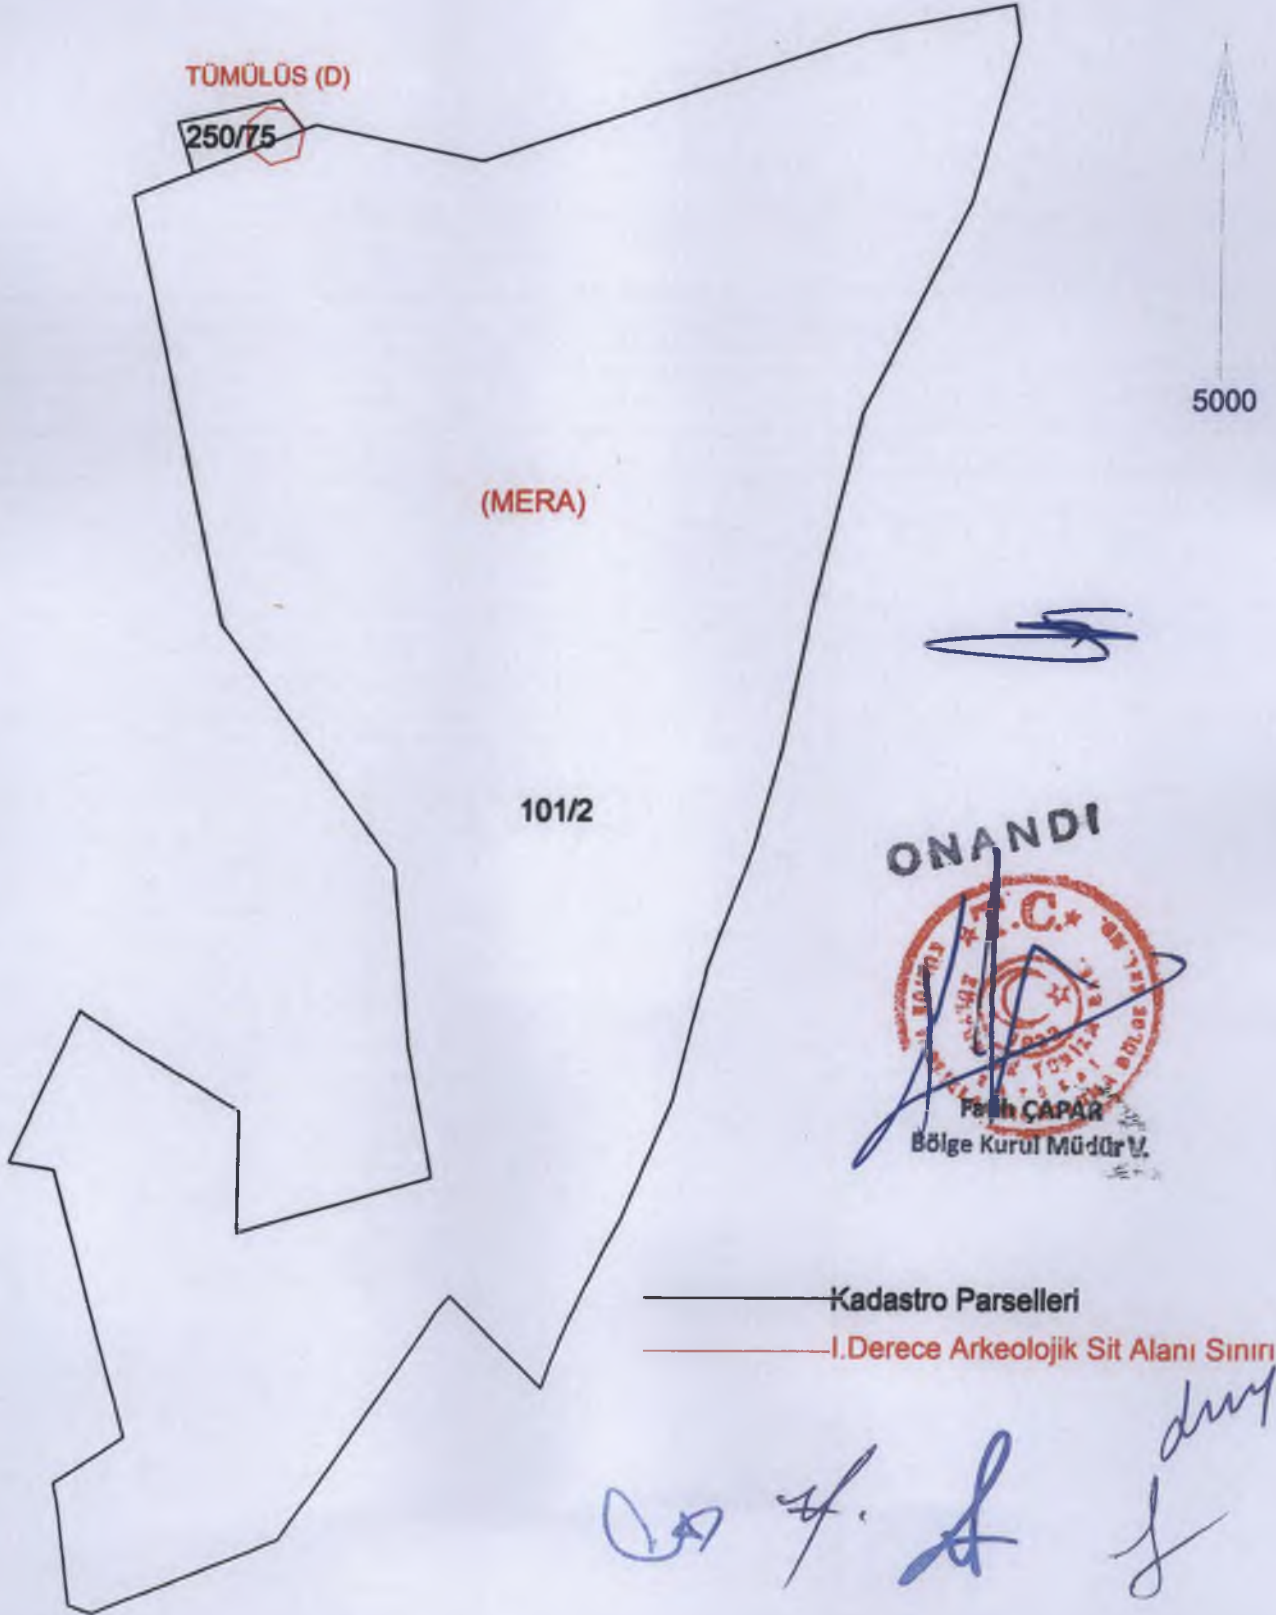 TÜMÜLÜS (D)
250/75
5000
(MERA)
101/2
ONANDI
T.C.
Fatih ÇAPAR
Bölge Kurul Müdür V.
Kadastro Parselleri
I.Derece Arkeolojik Sit Alanı Sınırı